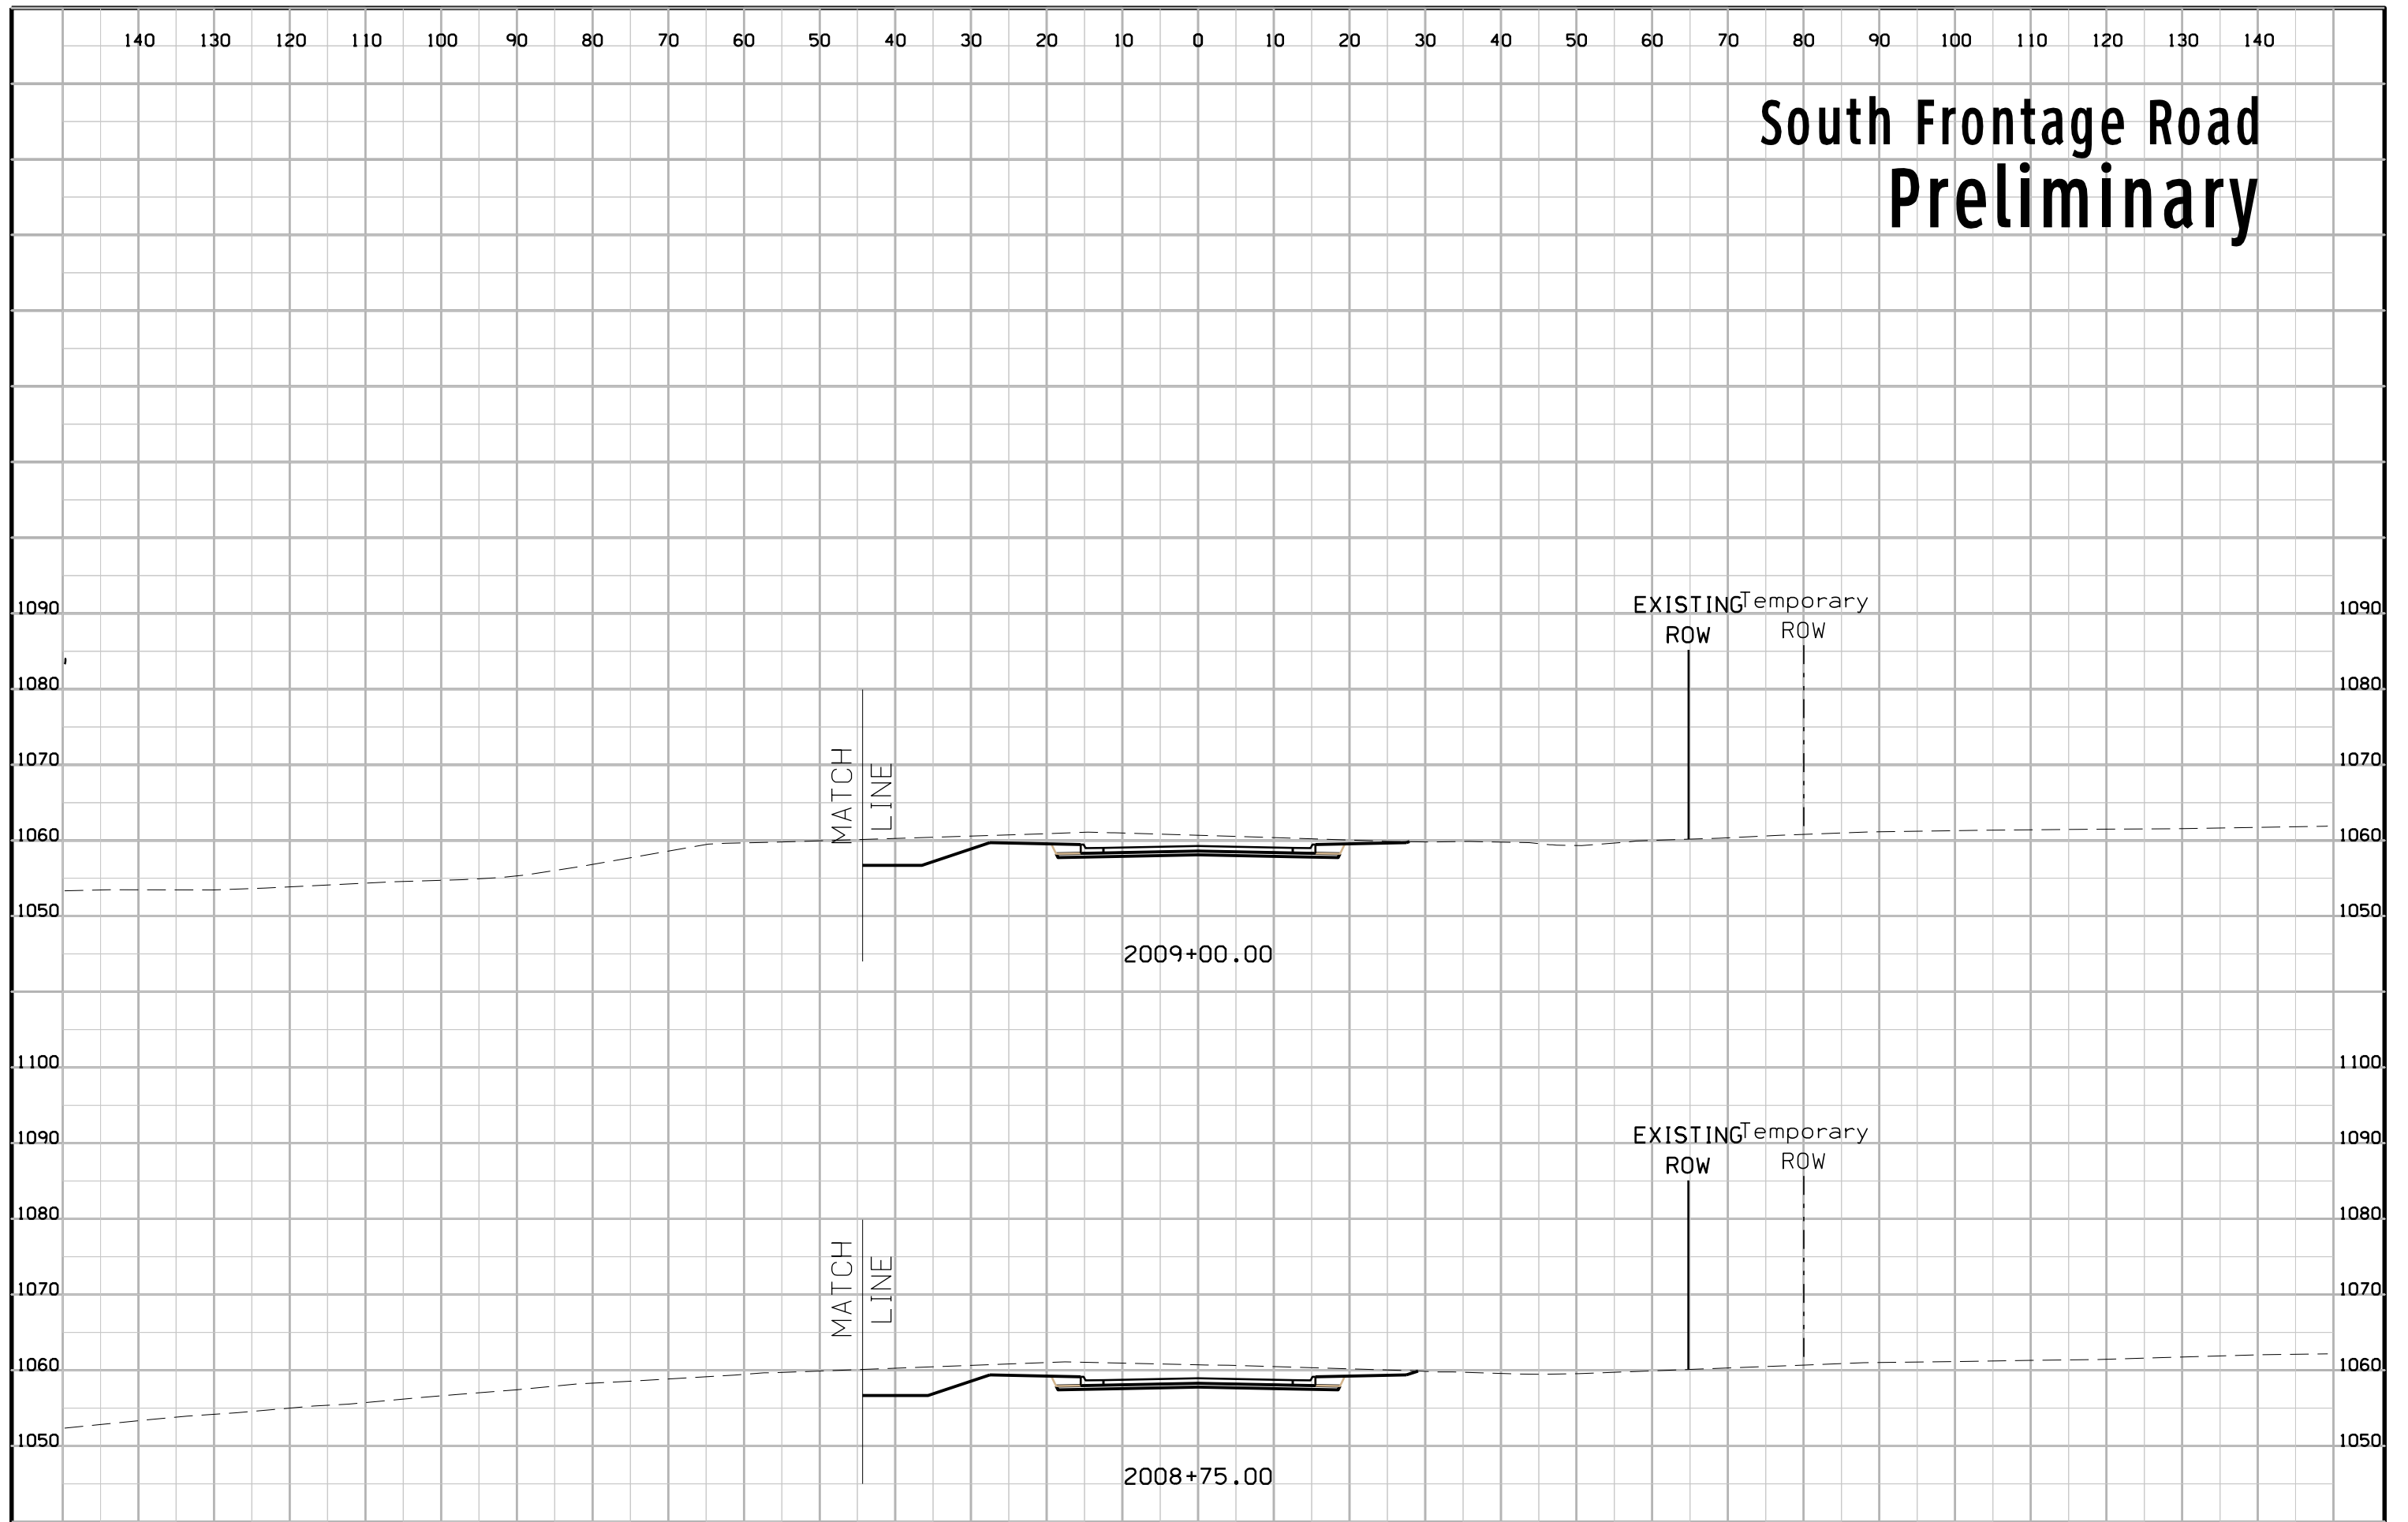 140 130 120 110 100 90 80 70 60 50 40 30 20 10 0 10 20 30 40 50 60 70 80 90 100 110 120 130 140
South Frontage Road
Preliminary
EXISTING Temporary
ROW ROW
1090 1090
1080 1080
MATCH
LINE
1070 1070
1060 1060
1050 1050
2009+00.00
1100 1100
EXISTING Temporary
ROW ROW
1090 1090
1080 1080
MATCH
LINE
1070 1070
1060 1060
1050 1050
2008+75.00